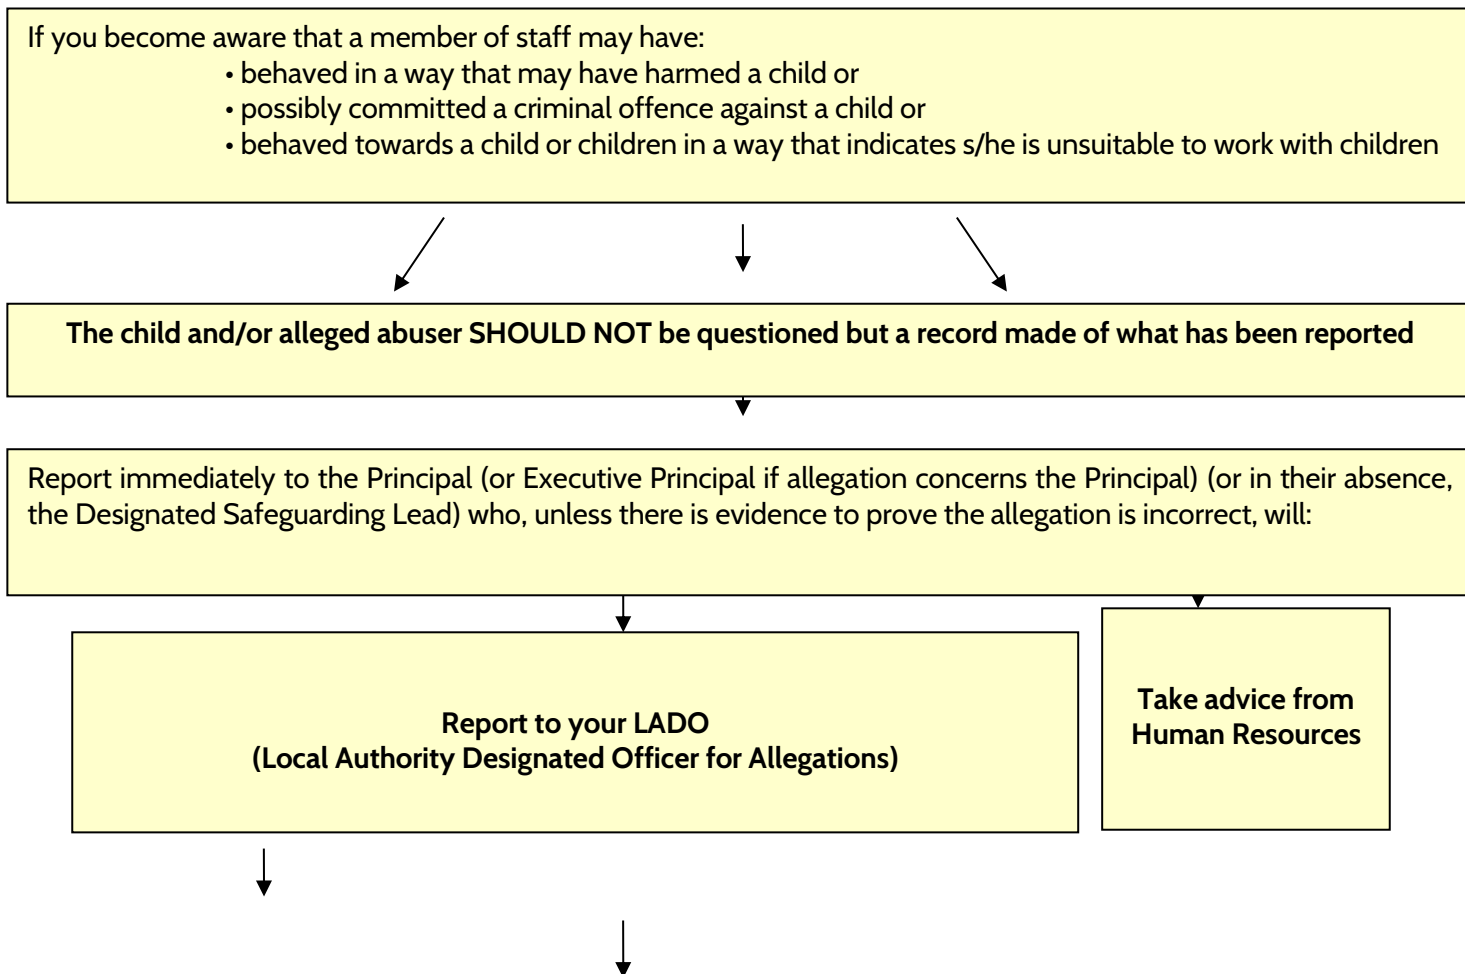 If you become aware that a member of staff may have:
• behaved in a way that may have harmed a child or
• possibly committed a criminal offence against a child or
• behaved towards a child or children in a way that indicates s/he is unsuitable to work with children
The child and/or alleged abuser SHOULD NOT be questioned but a record made of what has been reported
Report immediately to the Principal (or Executive Principal if allegation concerns the Principal) (or in their absence,
the Designated Safeguarding Lead) who, unless there is evidence to prove the allegation is incorrect, will:
Report to your LADO
(Local Authority Designated Officer for Allegations)
Take advice from
Human Resources